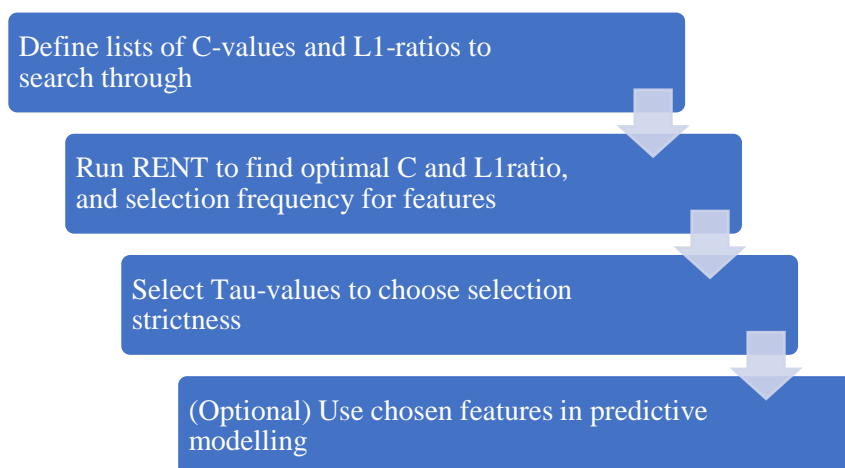 Define lists of C-values and L1-ratios to
search through
Run RENT to find optimal C and L1ratio,
and selection frequency for features
Select Tau-values to choose selection
strictness
(Optional) Use chosen features in predictive
modelling